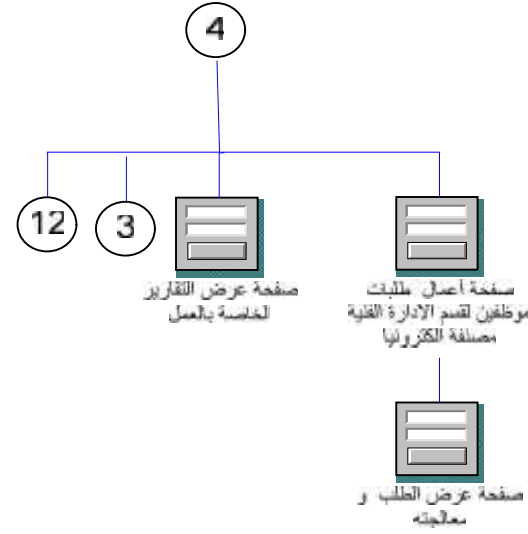 4
12
3
صفحة عرض التقارير
الخاصة بالعمل
صفحة أعمال طلبات
موظفين لقسم الادارة الفنية
مصنفة الكترونيا
صفحة عرض الطلب و
معالجته